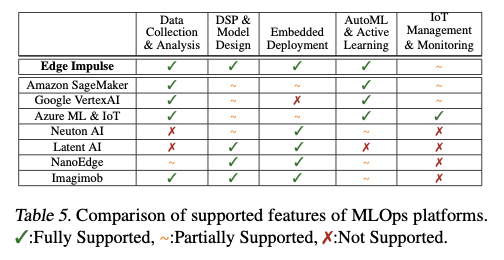 Data Collection & Analysis DSP & Model Design Embedded Deployment AutoML & Active Learning IoT Management & Monitoring
Edge Impulse ✓ ✓ ✓ ✓ ~
Amazon SageMaker ✓ ~ ~ ✓ ~
Google VertexAI ✓ ~ ✗ ✓ ~
Azure ML & IoT ✓ ~ ~ ✓ ✓
Neuton AI ✗ ~ ✓ ~ ✗
Latent AI ✗ ✓ ✓ ✗ ✗
NanoEdge ~ ✓ ✓ ~ ✗
Imagimob ✓ ✓ ✓ ~ ✗
Table 5. Comparison of supported features of MLOps platforms.
✓:Fully Supported, ~:Partially Supported, ✗:Not Supported.